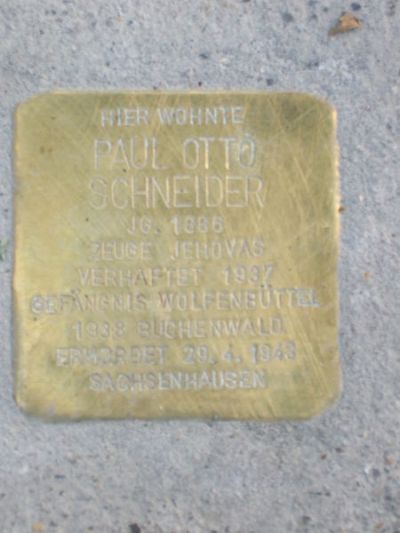 HIER WOHNTE
PAUL OTTO
SCHNEIDER
JG. 1886
ZEUGE JEHOVAS
VERHAFTET 1937
GEFÄNGNIS WOLFENBÜTTEL
1938 BUCHENWALD
ERMORDET 29.4.1943
SACHSENHAUSEN